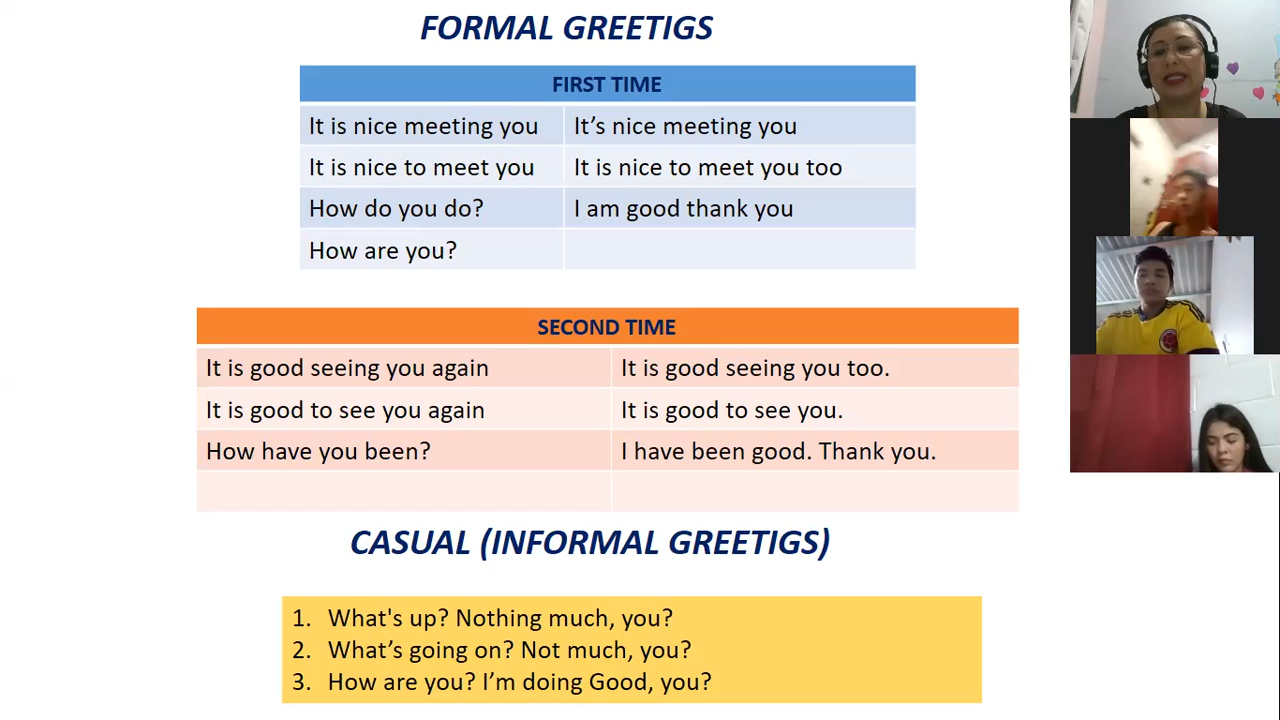 FORMAL GREETIGS
FIRST TIME
It is nice meeting you It’s nice meeting you
It is nice to meet you It is nice to meet you too
How do you do? I am good thank you
How are you?
SECOND TIME
It is good seeing you again It is good seeing you too.
It is good to see you again It is good to see you.
How have you been? I have been good. Thank you.
CASUAL (INFORMAL GREETIGS)
1. What's up? Nothing much, you?
2. What’s going on? Not much, you?
3. How are you? I’m doing Good, you?